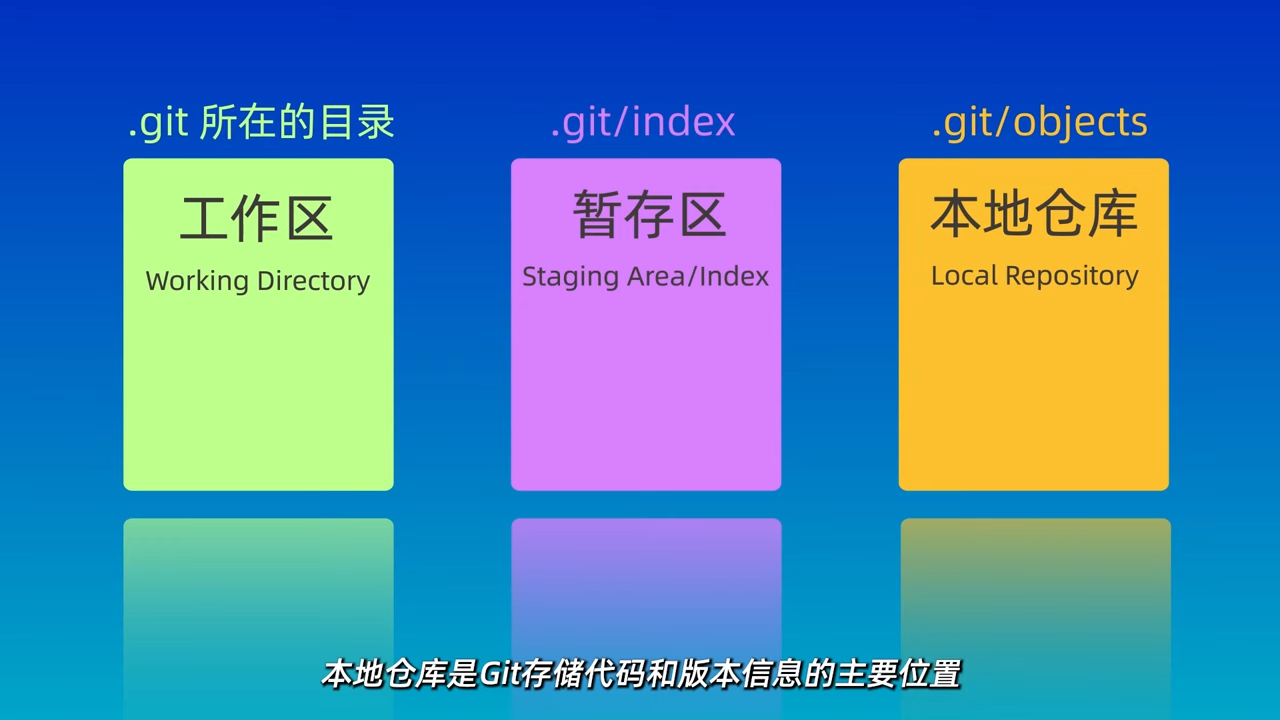 .git 所在的目录
.git/index
.git/objects
工作区
暂存区
本地仓库
Working Directory
Staging Area/Index
Local Repository
本地仓库是Git存储代码和版本信息的主要位置